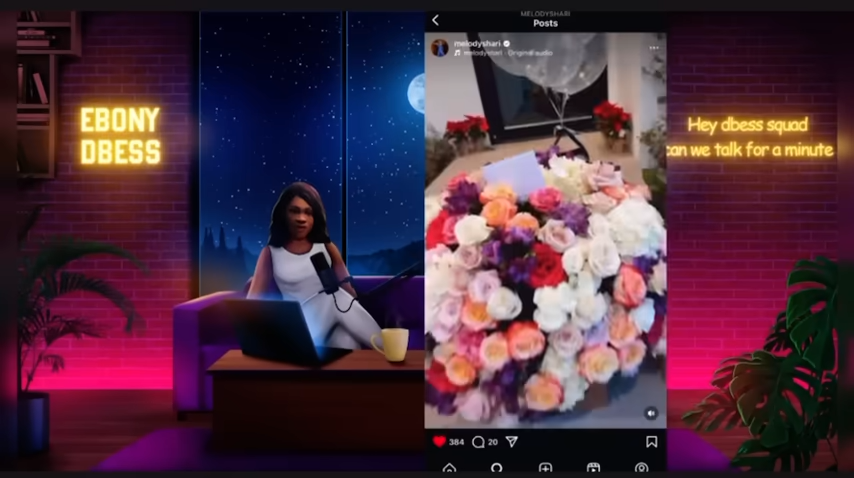 EBONY
DBESS
MELODYSHARI
Posts
melodyshari
melodyshari · Original audio
384
20
Hey dbess squad
can we talk for a minute